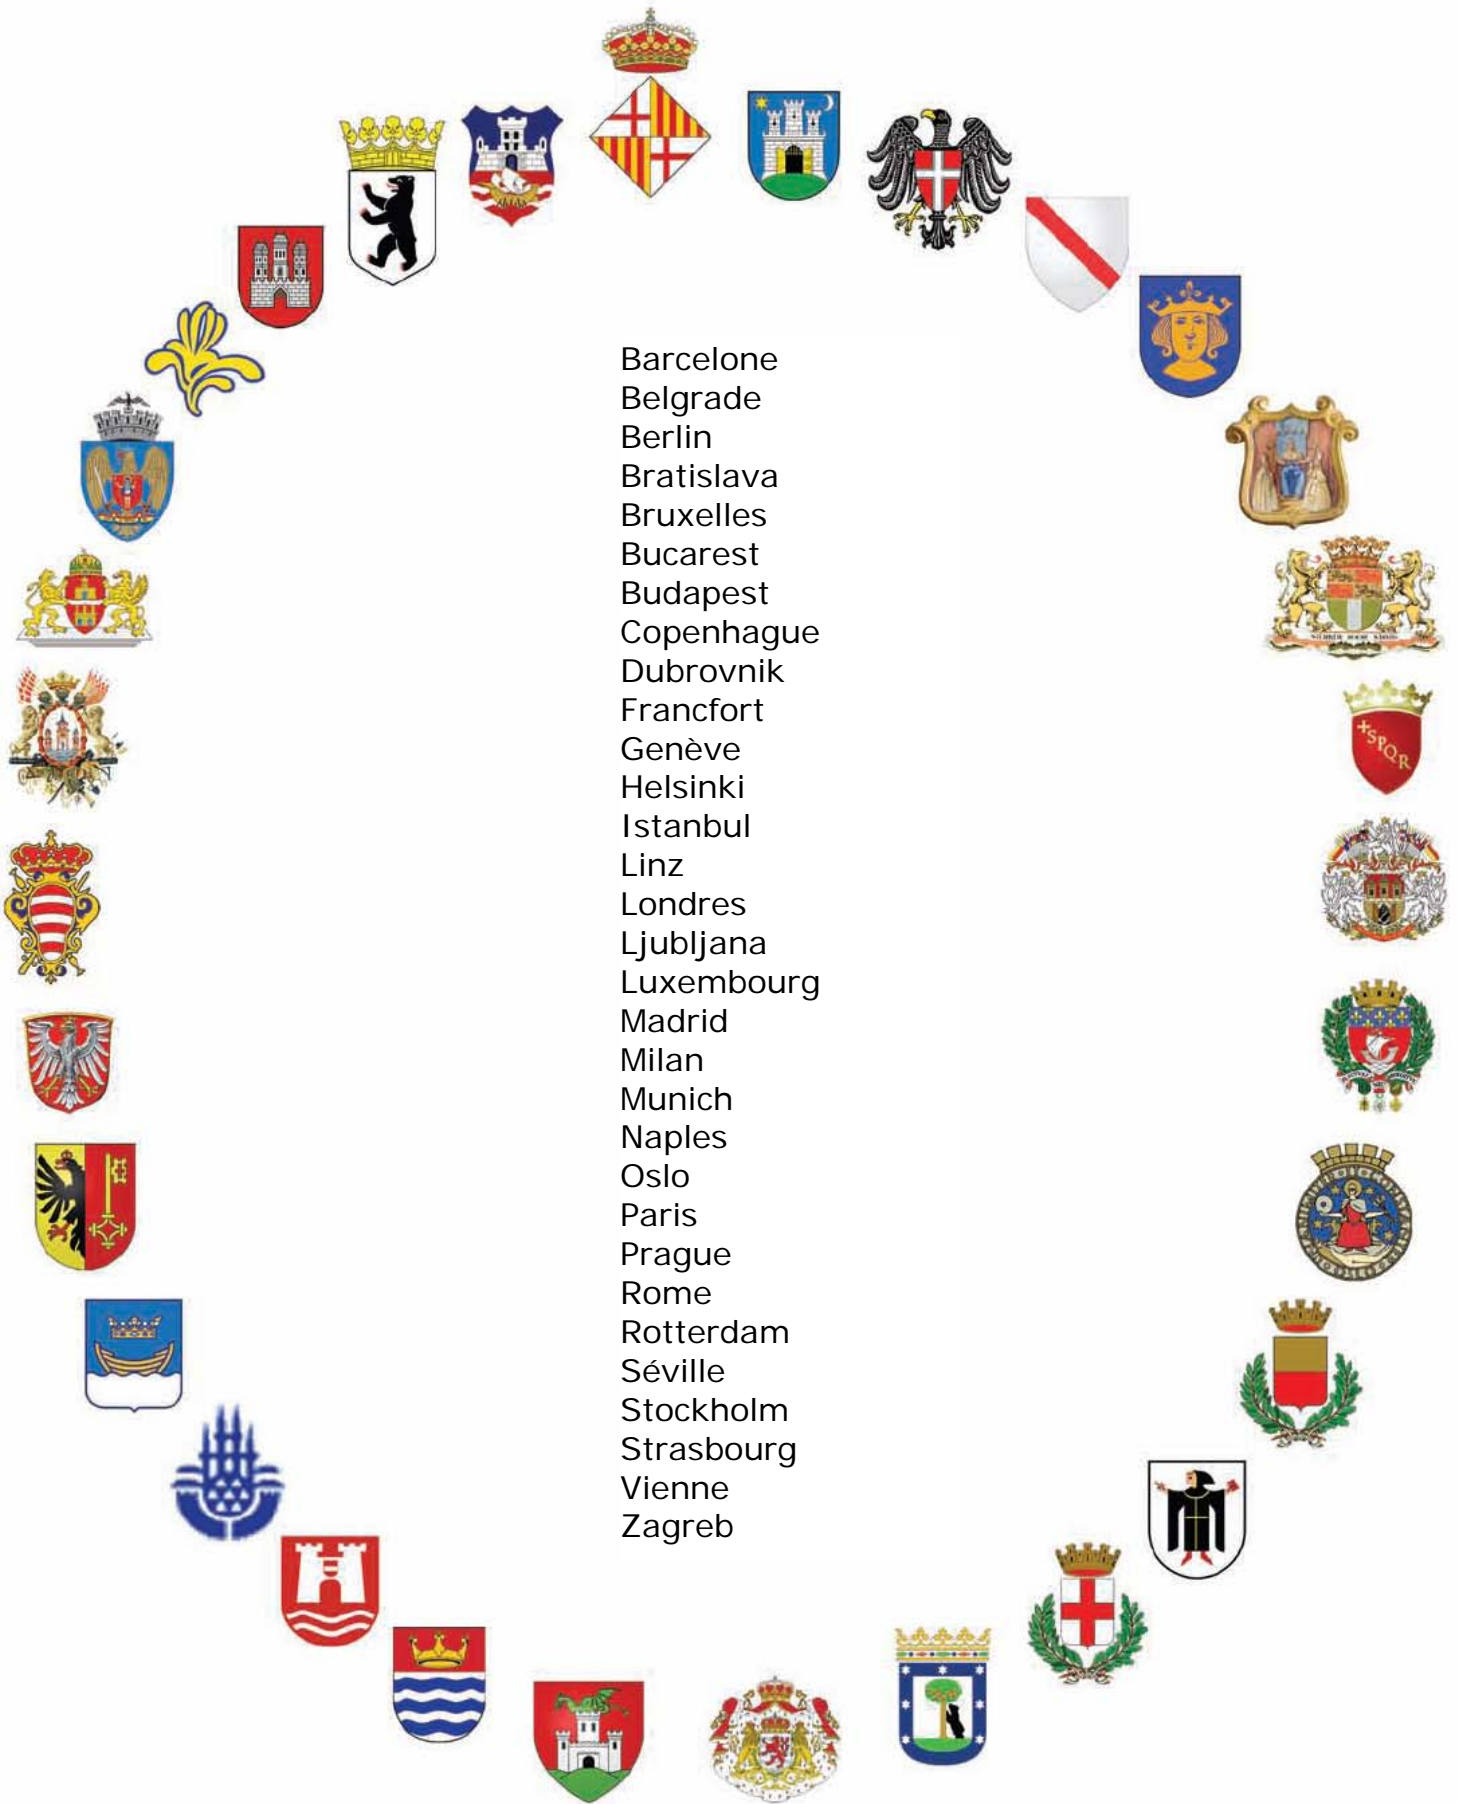 Barcelone
Belgrade
Berlin
Bratislava
Bruxelles
Bucarest
Budapest
Copenhague
Dubrovnik
Francfort
Genève
Helsinki
Istanbul
Linz
Londres
Ljubljana
Luxembourg
Madrid
Milan
Munich
Naples
Oslo
Paris
Prague
Rome
Rotterdam
Séville
Stockholm
Strasbourg
Vienne
Zagreb
SPQR